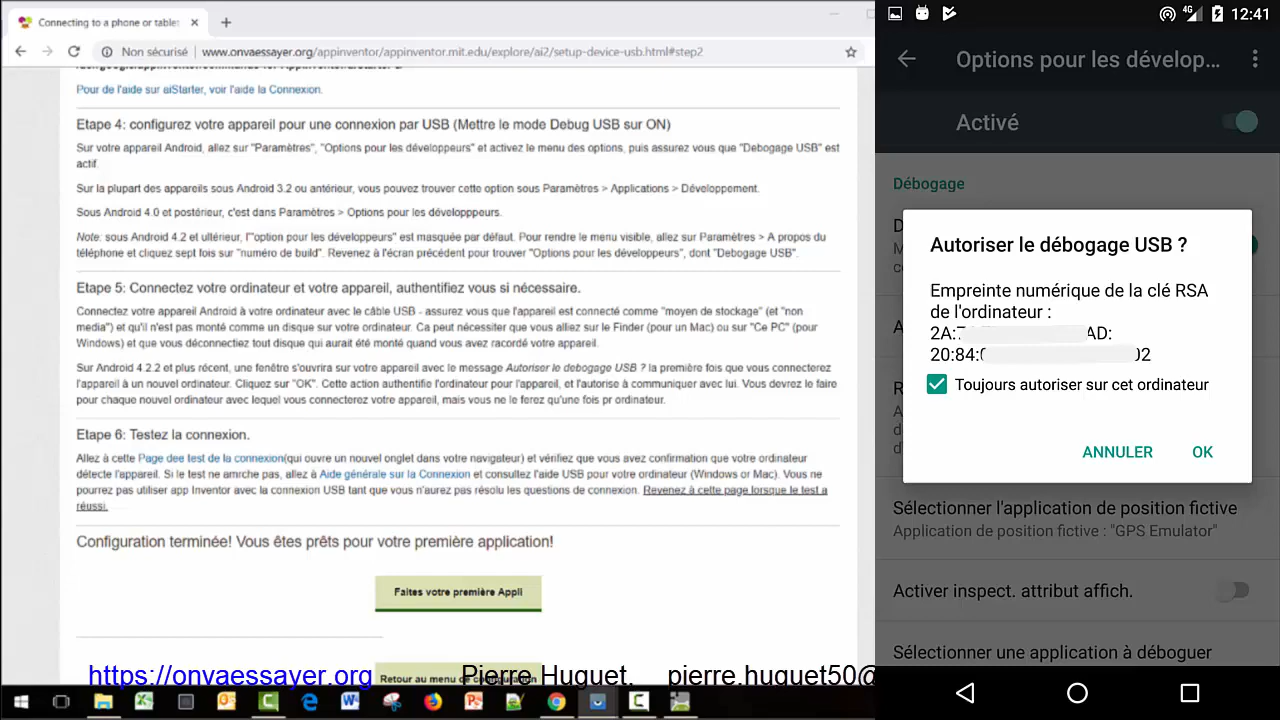 Connecting to a phone or tablet
Non sécurisé
www.onvaessayer.org/appinventor/appinventor.mit.edu/explore/ai2/setup-device-usb.html#step2
Pour de l'aide sur aiStarter, voir l'aide la Connexion.
Etape 4: configurez votre appareil pour une connexion par USB (Mettre le mode Debug USB sur ON)
Sur votre appareil Android, allez sur "Paramètres", "Options pour les développeurs" et activez le menu des options, puis assurez vous que "Debogage USB" est
actif.
Sur la plupart des appareils sous Android 3.2 ou antérieur, vous pouvez trouver cette option sous Paramètres > Applications > Développement.
Sous Android 4.0 et postérieur, c'est dans Paramètres > Options pour les développpeurs.
Note: sous Android 4.2 et ultérieur, l'"option pour les développeurs" est masquée par défaut. Pour rendre le menu visible, allez sur Paramètres > A propos du
téléphone et cliquez sept fois sur "numéro de build". Revenez à l'écran précédent pour trouver "Options pour les développeurs", dont "Debogage USB".
Etape 5: Connectez votre ordinateur et votre appareil, authentifiez vous si nécessaire.
Connectez votre appareil Android à votre ordinateur avec le câble USB - assurez vous que l'appareil est connecté comme "moyen de stockage" (et "non
media") et qu'il n'est pas monté comme un disque sur votre ordinateur. Ca peut nécessiter que vous alliez sur le Finder (pour un Mac) ou sur "Ce PC" (pour
Windows) et que vous déconnectiez tout disque qui aurait été monté quand vous avez racordé votre appareil.
Sur Android 4.2.2 et plus récent, une fenêtre s'ouvrira sur votre appareil avec le message Autoriser le debogage USB ? la première fois que vous connecterez
l'appareil à un nouvel ordinateur. Cliquez sur "OK". Cette action authentifie l'ordinateur pour l'appareil, et l'autorise à communiquer avec lui. Vous devrez le faire
pour chaque nouvel ordinateur avec lequel vous connecterez votre appareil, mais vous ne le ferez qu'une fois pr ordinateur.
Etape 6: Testez la connexion.
Allez à cette Page dee test de la connexion(qui ouvre un nouvel onglet dans votre navigateur) et vérifiez que vous avez confirmation que votre ordinateur
détecte l'appareil. Si le test ne amrche pas, allez à Aide générale sur la Connexion et consultez l'aide USB pour votre ordinateur (Windows or Mac). Vous ne
pourrez pas utiliser app Inventor avec la connexion USB tant que vous n'aurez pas résolu les questions de connexion. Revenez à cette page lorsque le test a
réussi.
Configuration terminée! Vous êtes prêts pour votre première application!
Faites votre première Appli
Retour au menu de configuration
https://onvaessayer.org Pierre Huguet. pierre.huguet50@
4G 12:41
Options pour les dévelop...
Activé
Débogage
Autoriser le débogage USB ?
Empreinte numérique de la clé RSA
de l'ordinateur :
2A: AD:
20:84: 02
Toujours autoriser sur cet ordinateur
ANNULER OK
Sélectionner l'application de position fictive
Application de position fictive : "GPS Emulator"
Activer inspect. attribut affich.
Sélectionner une application à déboguer